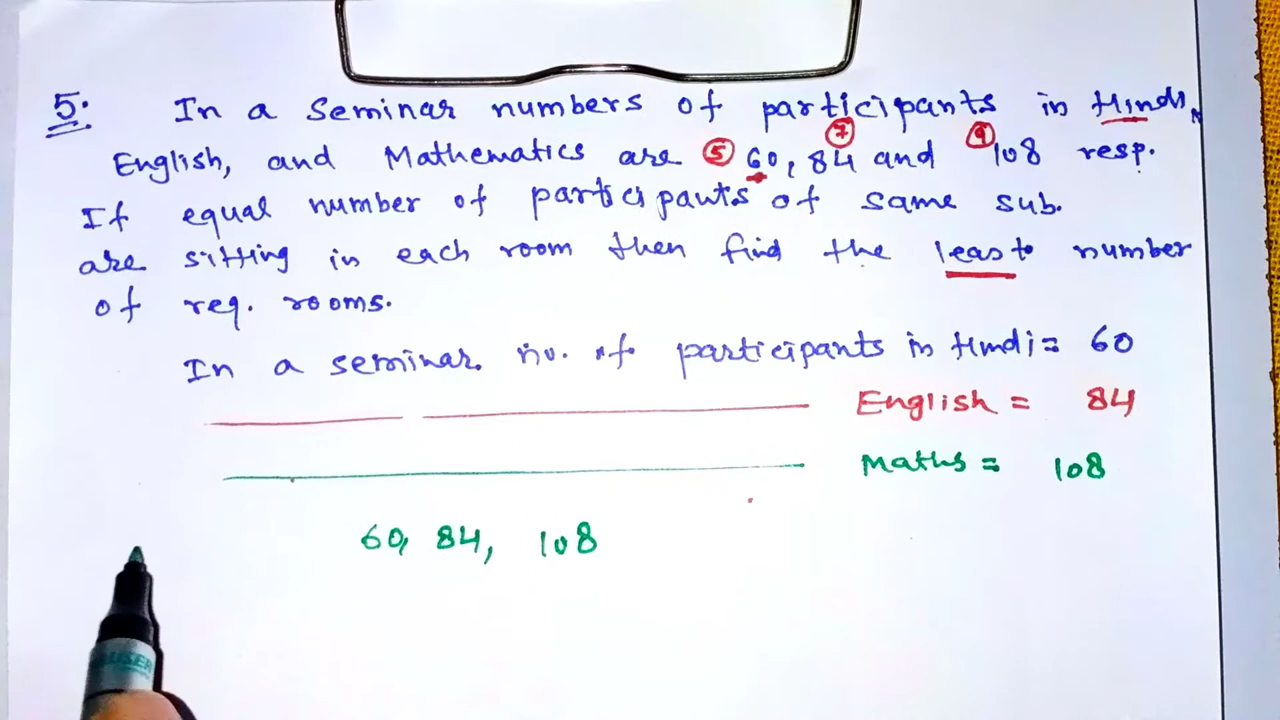 5. In a Seminar numbers of participants in Hindi,
English, and Mathematics are ⑤ 60, ⑦ 84 and ⑨ 108 resp.
If equal number of participants of same sub.
are sitting in each room then find the least number
of req. rooms.
In a seminar no. of participants in Hindi = 60
English = 84
Maths = 108
60, 84, 108